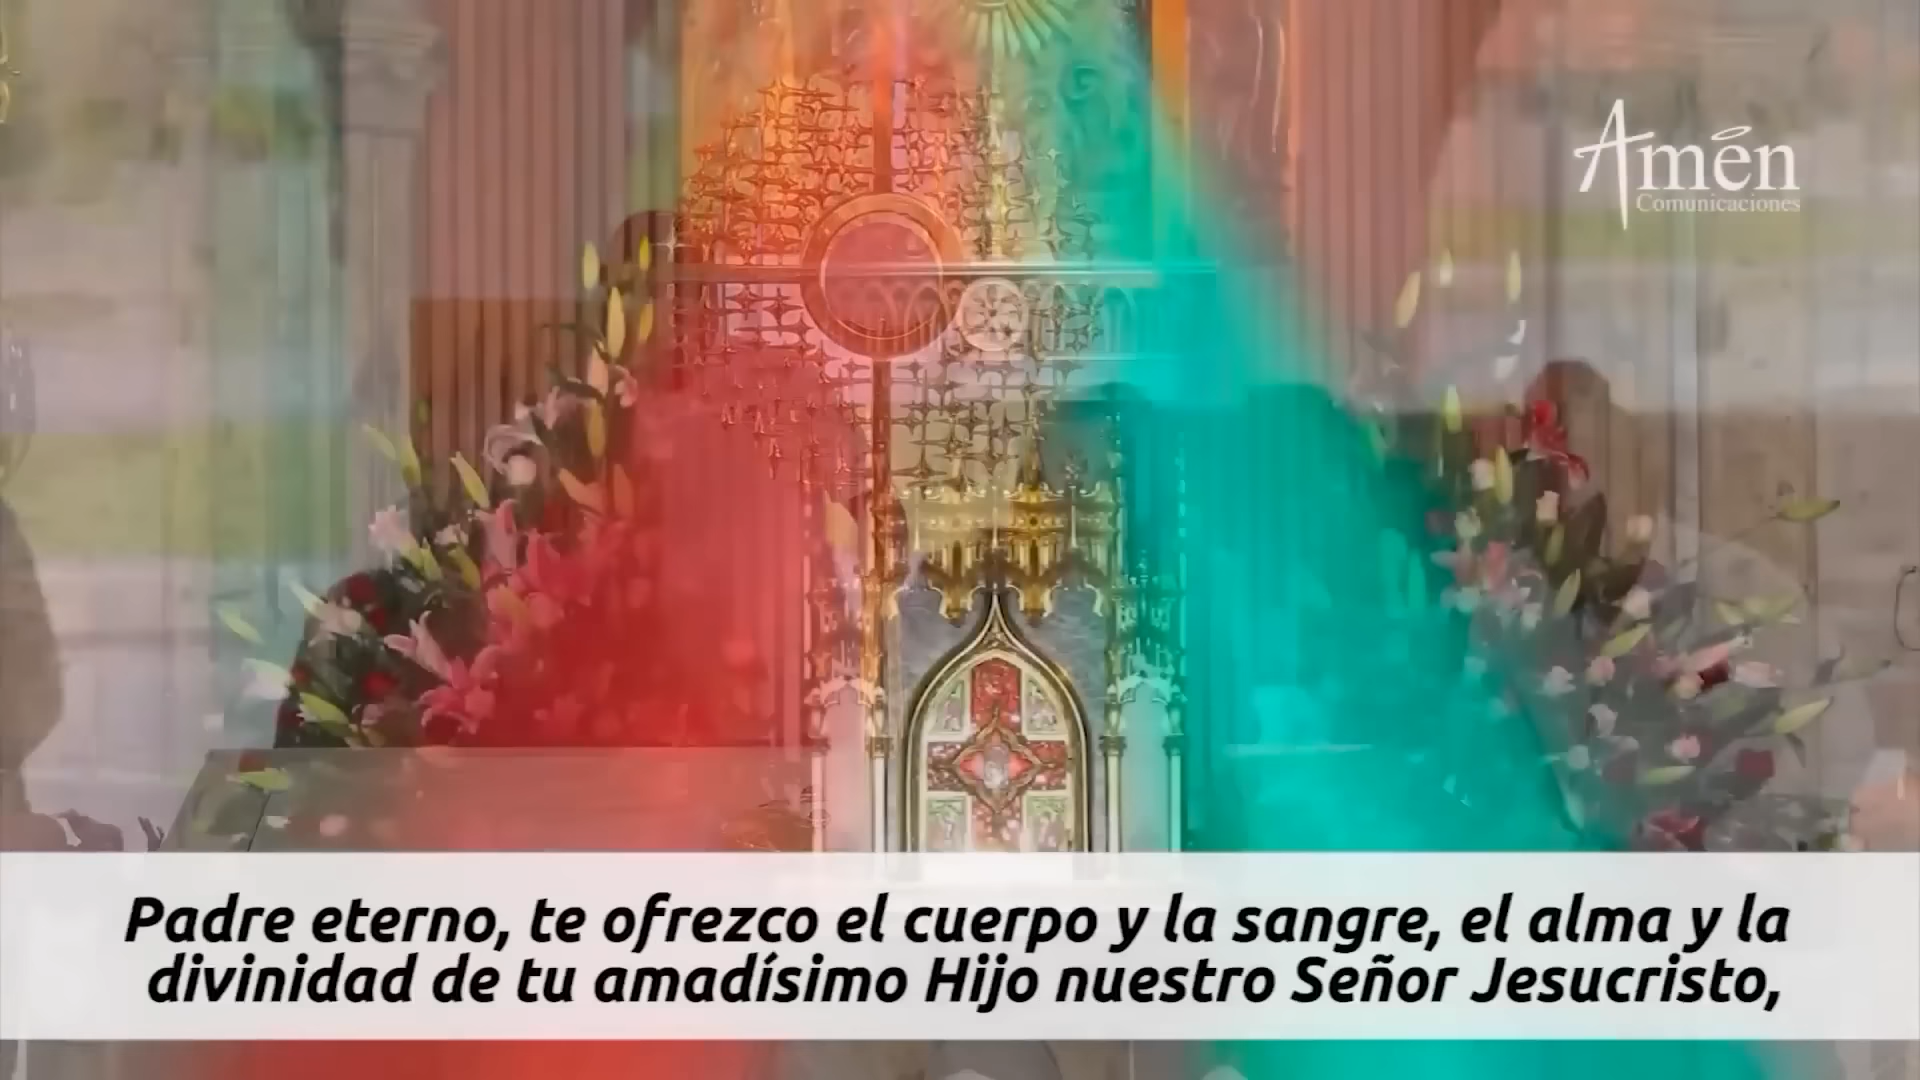 Amén
Comunicaciones
Padre eterno, te ofrezco el cuerpo y la sangre, el alma y la
divinidad de tu amadísimo Hijo nuestro Señor Jesucristo,